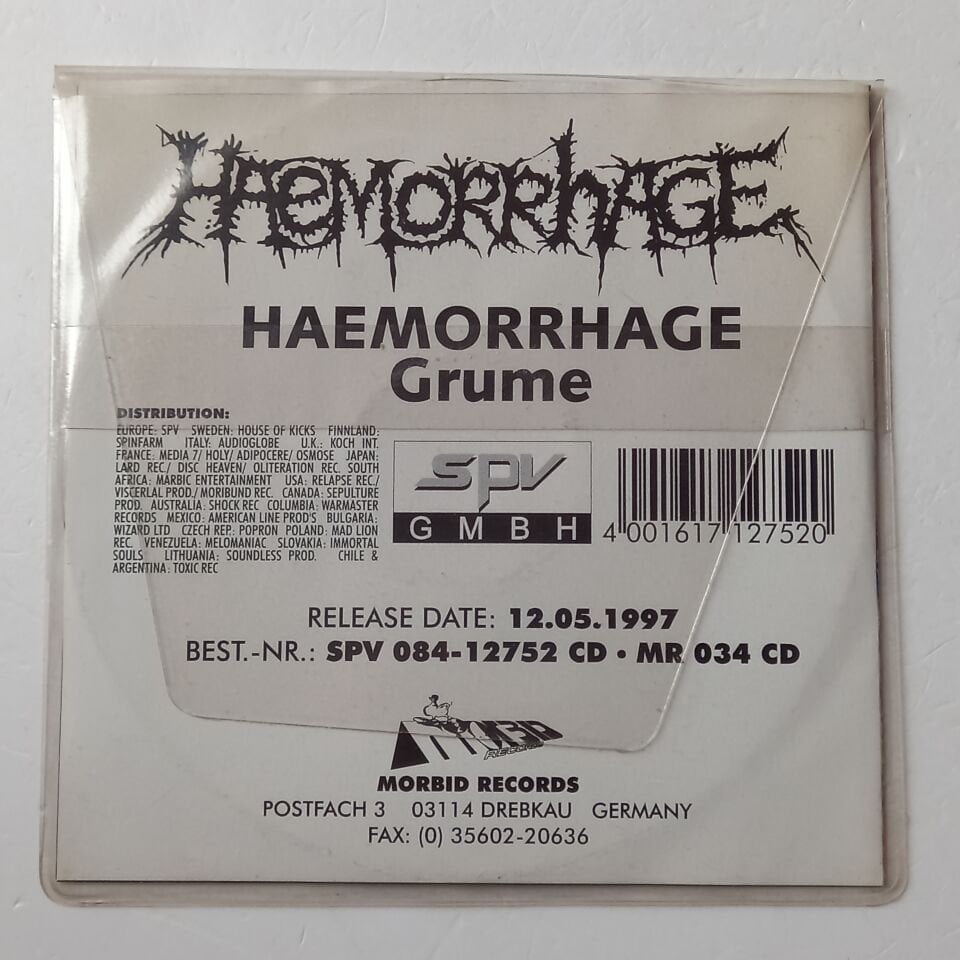 HAEMORRHAGE
HAEMORRHAGE
Grume
DISTRIBUTION:
EUROPE: SPV SWEDEN: HOUSE OF KICKS FINNLAND:
SPINFARM ITALY: AUDIOGLOBE U.K.: KOCH INT.
FRANCE: MEDIA 7/ HOLY/ ADIPOCERE/ OSMOSE JAPAN:
LARD REC./ DISC HEAVEN/ OLITERATION REC. SOUTH
AFRICA: MARBIC ENTERTAINMENT USA: RELAPSE REC./
VISCERLAL PROD./ MORIBUND REC. CANADA: SEPULTURE
PROD. AUSTRALIA: SHOCK REC COLUMBIA: WARMASTER
RECORDS MEXICO: AMERICAN LINE PROD'S BULGARIA:
WIZARD LTD CZECH REP.: POPRON POLAND: MAD LION
REC VENEZUELA: MELOMANIAC SLOVAKIA: IMMORTAL
SOULS LITHUANIA: SOUNDLESS PROD. CHILE &
ARGENTINA: TOXIC REC
spv
GMBH
4 001617 127520
RELEASE DATE: 12.05.1997
BEST.-NR.: SPV 084-12752 CD • MR 034 CD
MORBID RECORDS
POSTFACH 3 03114 DREBKAU GERMANY
FAX: (0) 35602-20636